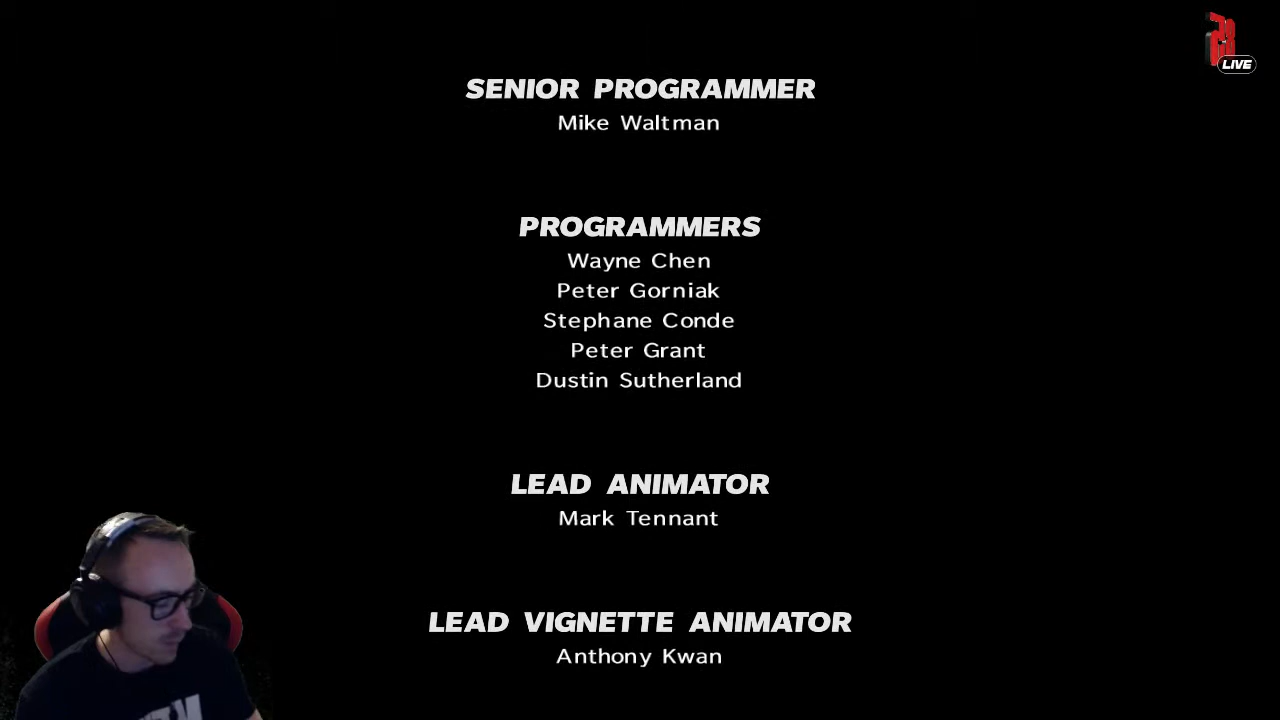 LIVE
SENIOR PROGRAMMER
Mike Waltman
PROGRAMMERS
Wayne Chen
Peter Gorniak
Stephane Conde
Peter Grant
Dustin Sutherland
LEAD ANIMATOR
Mark Tennant
LEAD VIGNETTE ANIMATOR
Anthony Kwan